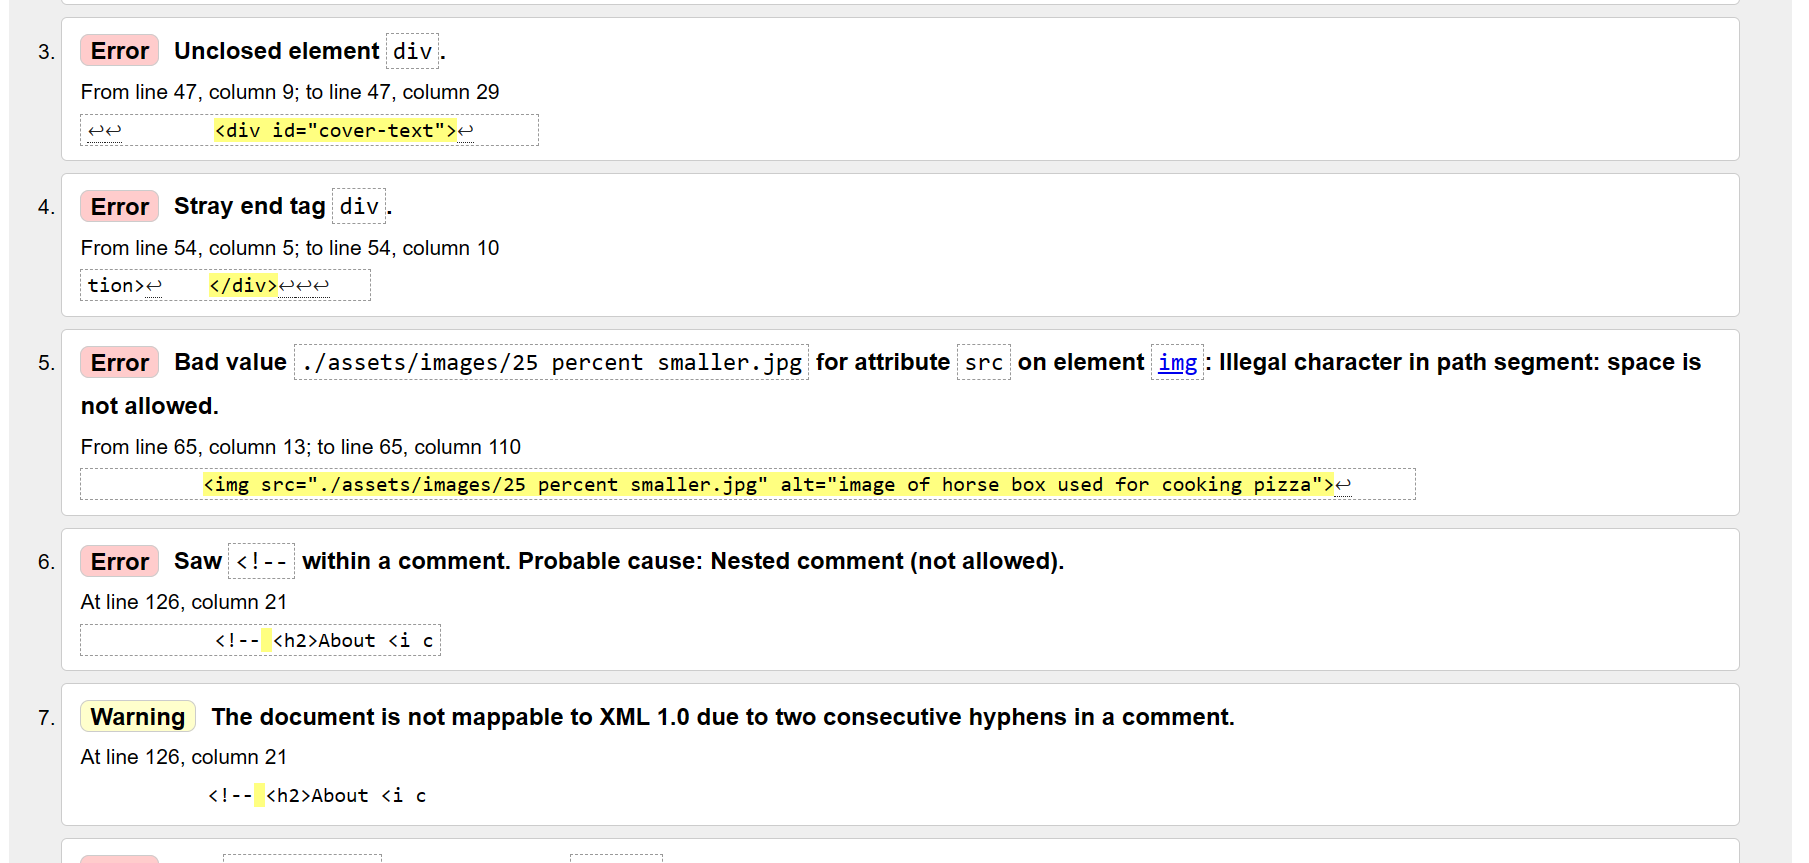 3. Error Unclosed element div.
From line 47, column 9; to line 47, column 29
↩↩        <div id="cover-text">↩
4. Error Stray end tag div.
From line 54, column 5; to line 54, column 10
tion>↩    </div>↩↩↩
5. Error Bad value ./assets/images/25 percent smaller.jpg for attribute src on element img: Illegal character in path segment: space is
not allowed.
From line 65, column 13; to line 65, column 110
<img src="./assets/images/25 percent smaller.jpg" alt="image of horse box used for cooking pizza">↩
6. Error Saw <!-- within a comment. Probable cause: Nested comment (not allowed).
At line 126, column 21
<!-- <h2>About <i c
7. Warning The document is not mappable to XML 1.0 due to two consecutive hyphens in a comment.
At line 126, column 21
<!-- <h2>About <i c